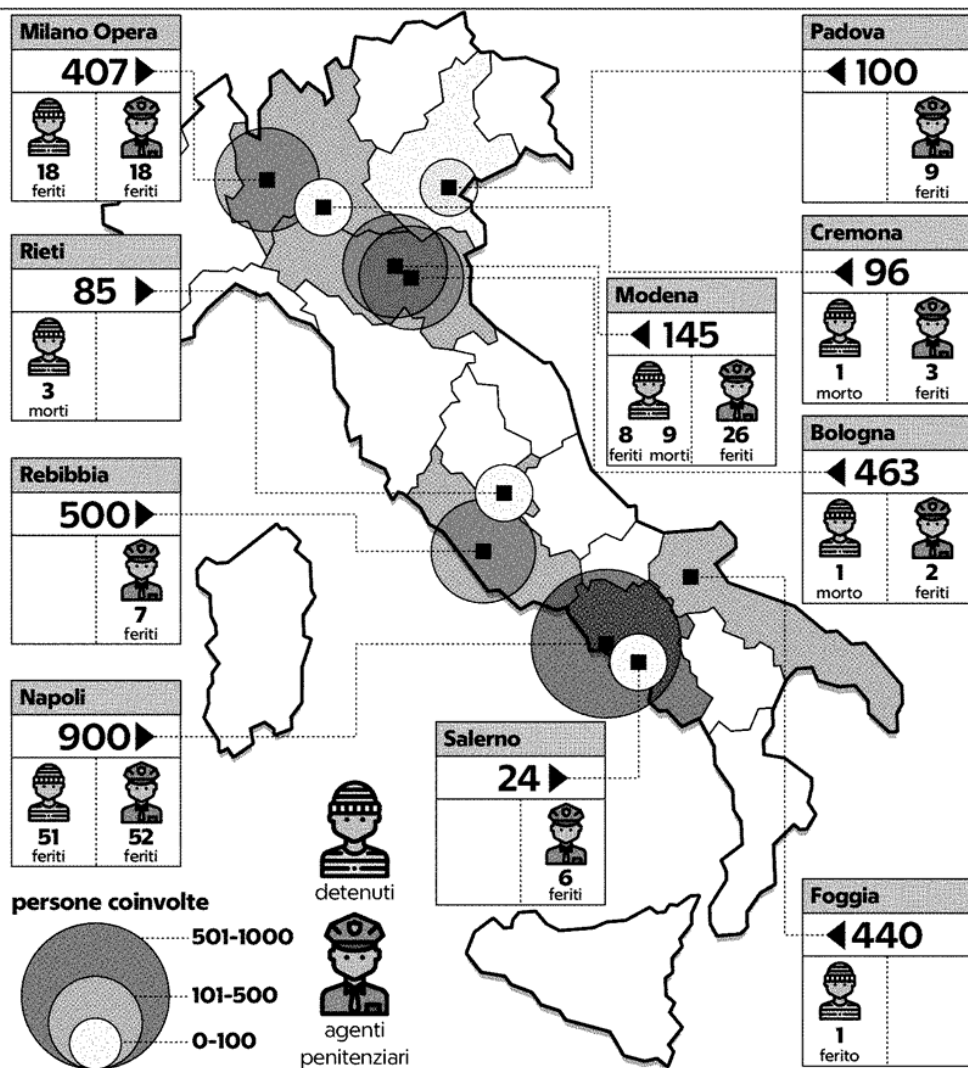 Milano Opera
407
18
feriti
18
feriti
Rieti
85
3
morti
Rebibbia
500
7
feriti
Napoli
900
51
feriti
52
feriti
persone coinvolte
501-1000
101-500
0-100
detenuti
agenti
penitenziari
Salerno
24
6
feriti
Modena
145
8 9
feriti morti
26
feriti
Padova
100
9
feriti
Cremona
96
1
morto
3
feriti
Bologna
463
1
morto
2
feriti
Foggia
440
1
ferito